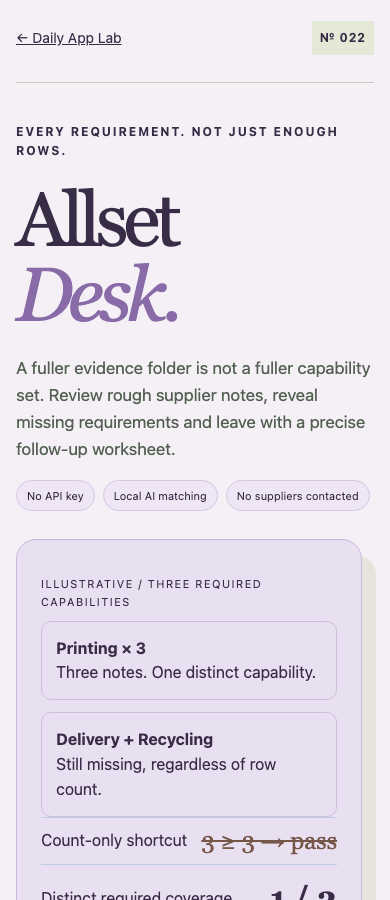 ← Daily App Lab
Nº 022
EVERY REQUIREMENT. NOT JUST ENOUGH
ROWS.
Allset
Desk.
A fuller evidence folder is not a fuller capability
set. Review rough supplier notes, reveal
missing requirements and leave with a precise
follow-up worksheet.
No API key
Local AI matching
No suppliers contacted
ILLUSTRATIVE / THREE REQUIRED
CAPABILITIES
Printing × 3
Three notes. One distinct capability.
Delivery + Recycling
Still missing, regardless of row
count.
Count-only shortcut
3 ≥ 3 → pass
Distinct required coverage
1 / 3